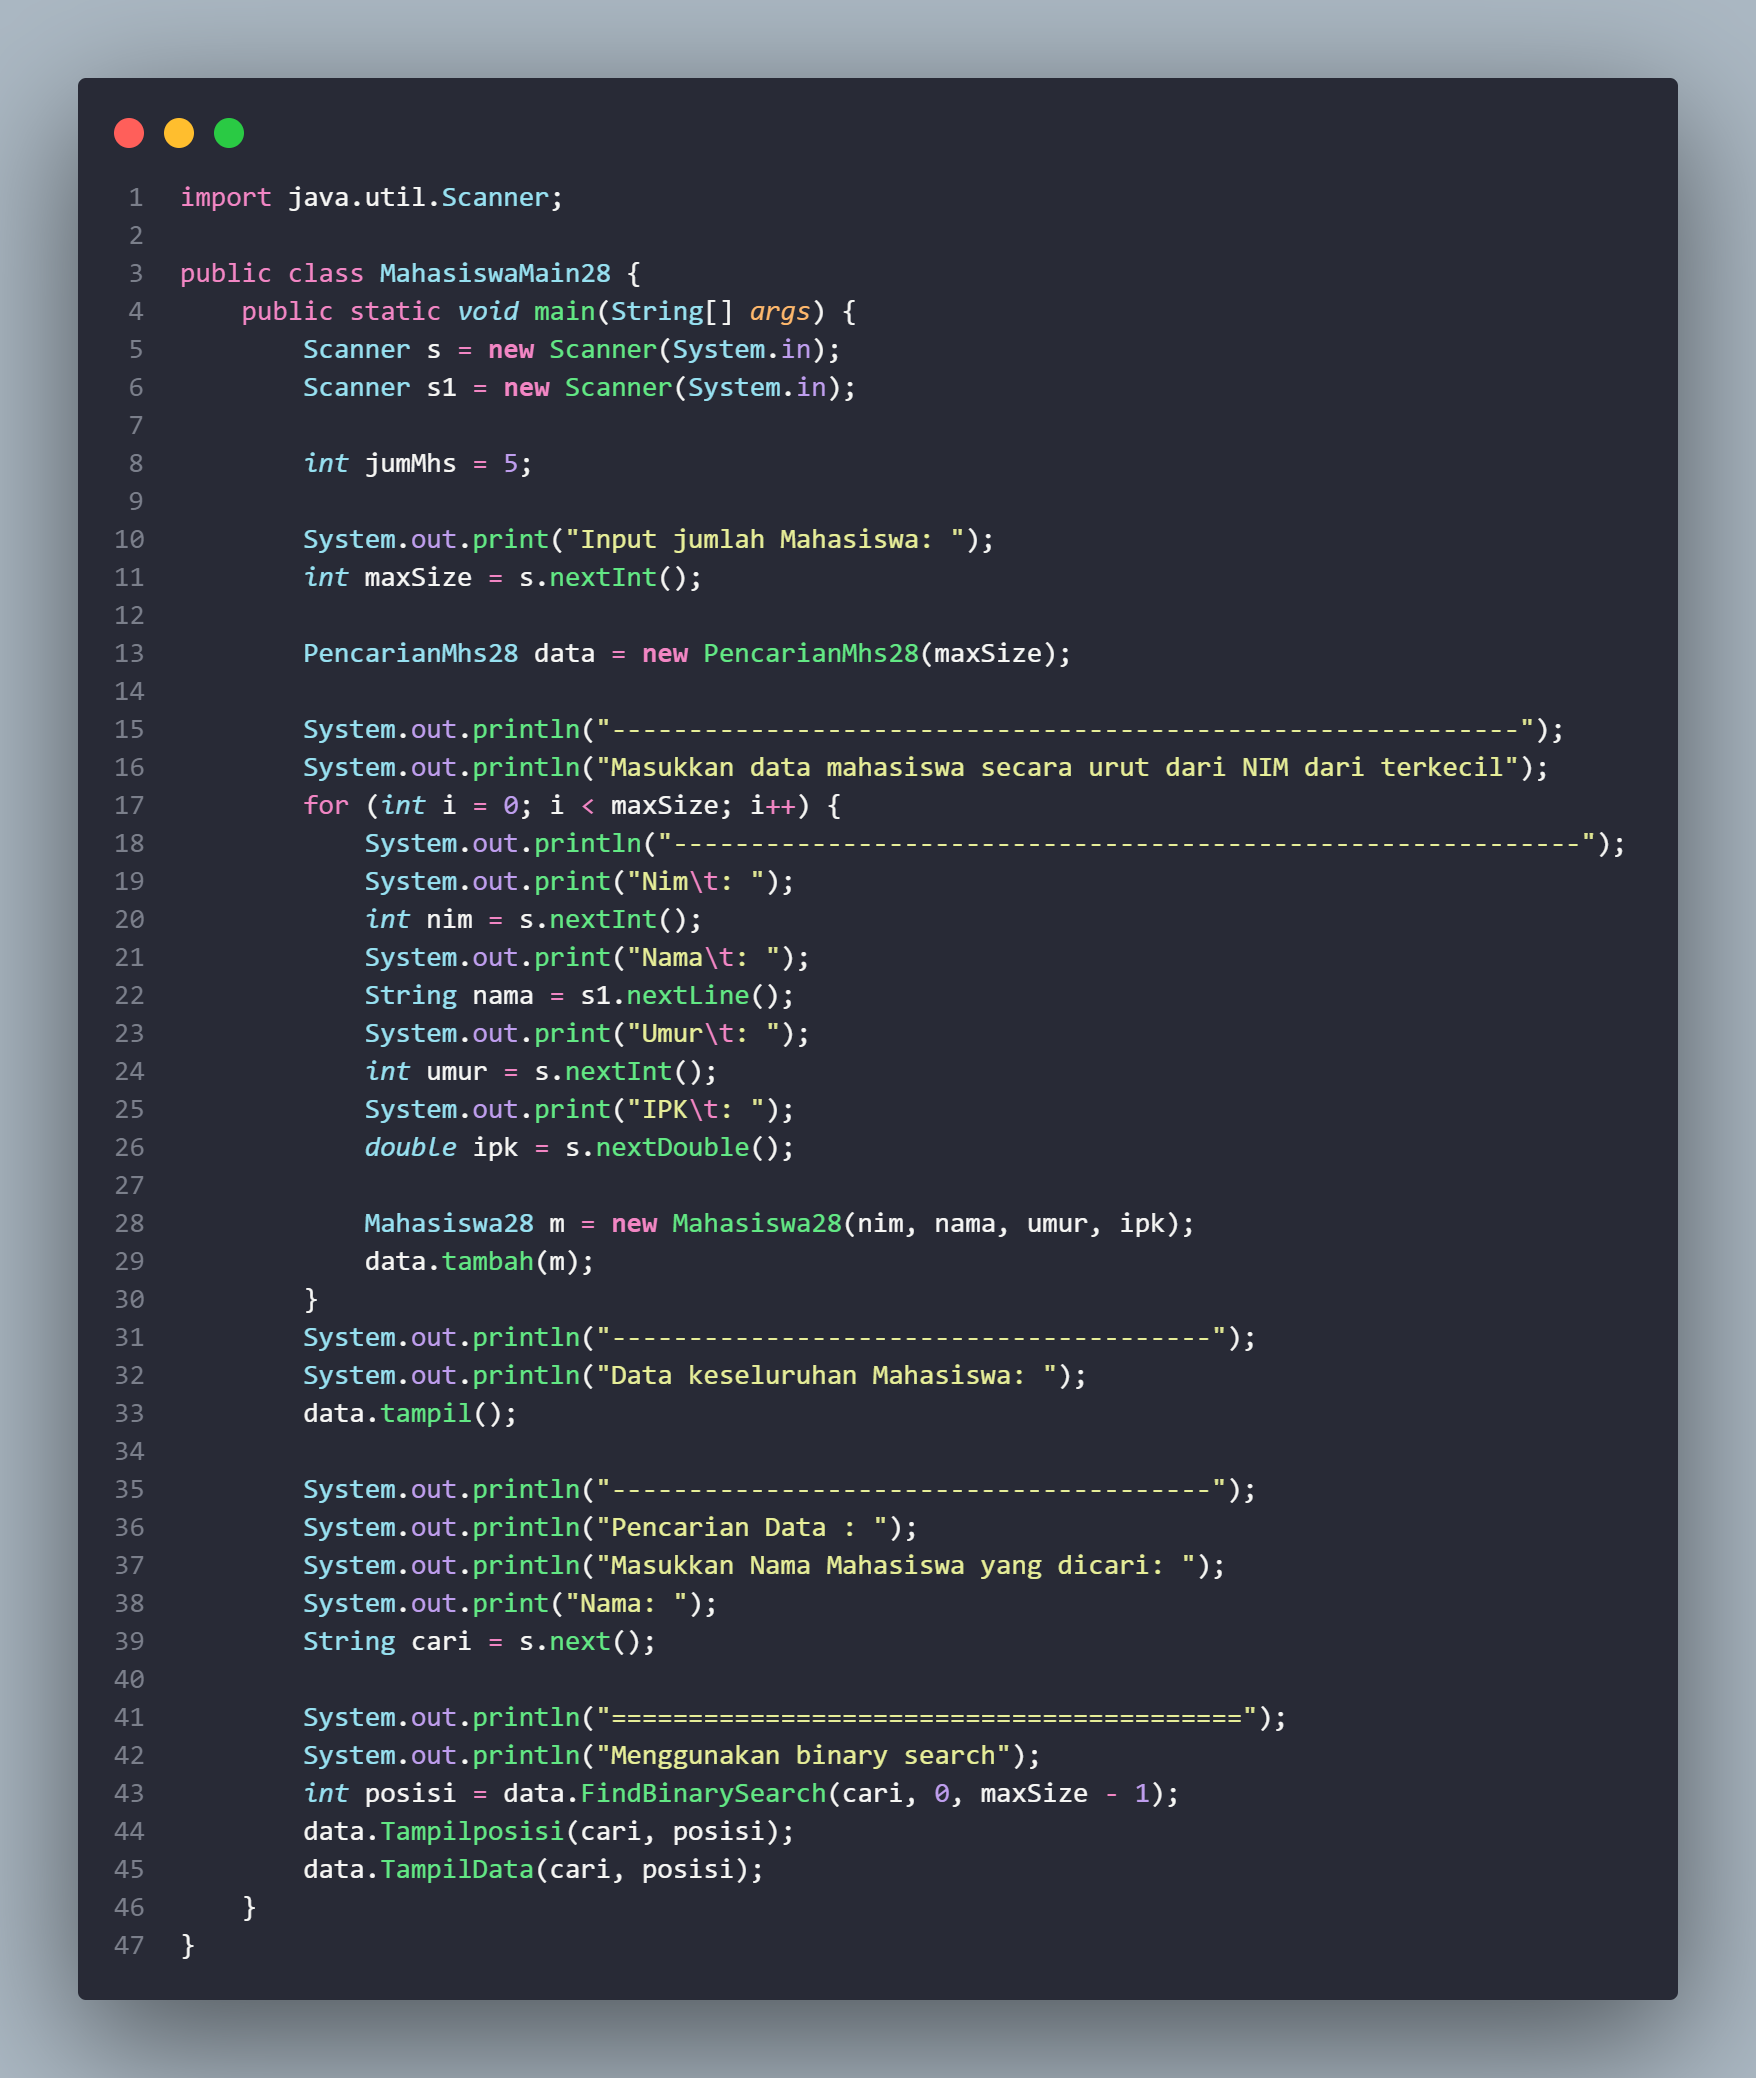 1 import java.util.Scanner;
2
3 public class MahasiswaMain28 {
4     public static void main(String[] args) {
5         Scanner s = new Scanner(System.in);
6         Scanner s1 = new Scanner(System.in);
7
8         int jumMhs = 5;
9
10         System.out.print("Input jumlah Mahasiswa: ");
11         int maxSize = s.nextInt();
12
13         PencarianMhs28 data = new PencarianMhs28(maxSize);
14
15         System.out.println("-----------------------------------------------------------");
16         System.out.println("Masukkan data mahasiswa secara urut dari NIM dari terkecil");
17         for (int i = 0; i < maxSize; i++) {
18             System.out.println("-----------------------------------------------------------");
19             System.out.print("Nim\t: ");
20             int nim = s.nextInt();
21             System.out.print("Nama\t: ");
22             String nama = s1.nextLine();
23             System.out.print("Umur\t: ");
24             int umur = s.nextInt();
25             System.out.print("IPK\t: ");
26             double ipk = s.nextDouble();
27
28             Mahasiswa28 m = new Mahasiswa28(nim, nama, umur, ipk);
29             data.tambah(m);
30         }
31         System.out.println("---------------------------------------");
32         System.out.println("Data keseluruhan Mahasiswa: ");
33         data.tampil();
34
35         System.out.println("---------------------------------------");
36         System.out.println("Pencarian Data : ");
37         System.out.println("Masukkan Nama Mahasiswa yang dicari: ");
38         System.out.print("Nama: ");
39         String cari = s.next();
40
41         System.out.println("=========================================");
42         System.out.println("Menggunakan binary search");
43         int posisi = data.FindBinarySearch(cari, 0, maxSize - 1);
44         data.Tampilposisi(cari, posisi);
45         data.TampilData(cari, posisi);
46     }
47 }